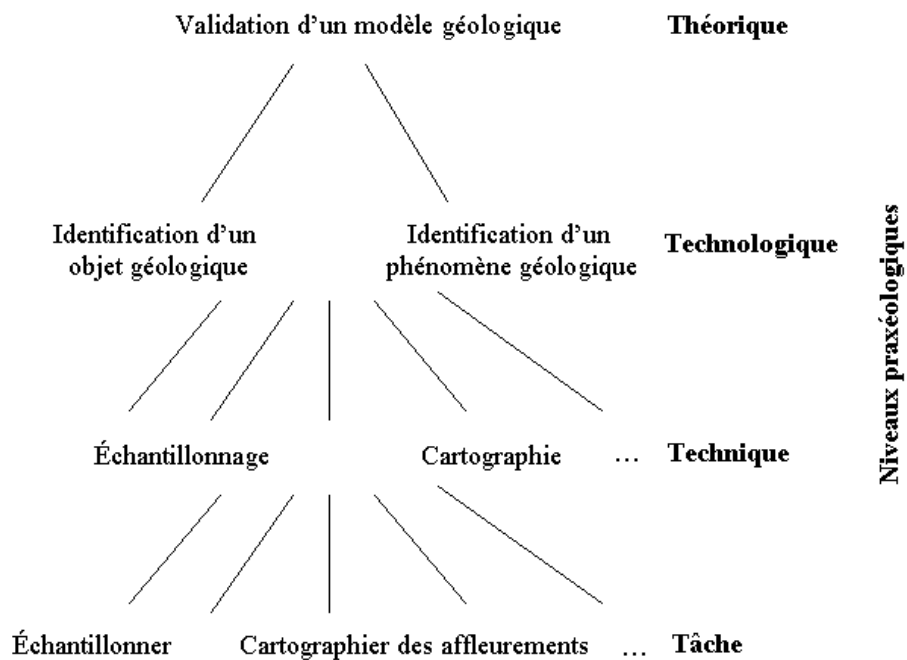 Validation d’un modèle géologique Théorique
Identification d’un
objet géologique
Identification d’un
phénomène géologique
Technologique
Niveaux praxéologiques
Échantillonnage Cartographie … Technique
Échantillonner Cartographier des affleurements … Tâche